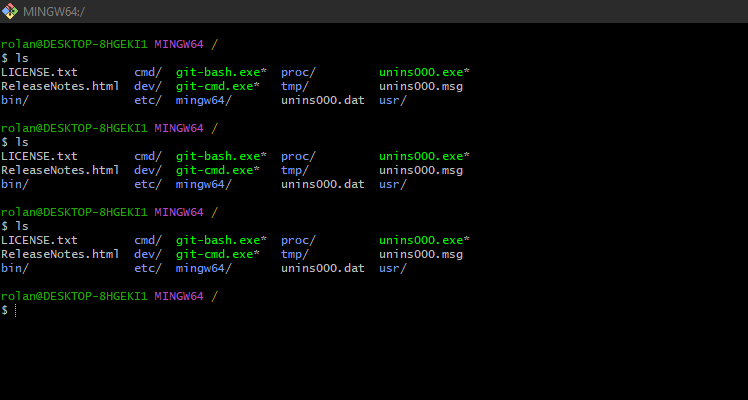 MINGW64:/
rolan@DESKTOP-8HGEKI1 MINGW64 /
$ ls
LICENSE.txt        cmd/  git-bash.exe*  proc/         unins000.exe*
ReleaseNotes.html  dev/  git-cmd.exe*   tmp/          unins000.msg
bin/               etc/  mingw64/       unins000.dat  usr/
rolan@DESKTOP-8HGEKI1 MINGW64 /
$ ls
LICENSE.txt        cmd/  git-bash.exe*  proc/         unins000.exe*
ReleaseNotes.html  dev/  git-cmd.exe*   tmp/          unins000.msg
bin/               etc/  mingw64/       unins000.dat  usr/
rolan@DESKTOP-8HGEKI1 MINGW64 /
$ ls
LICENSE.txt        cmd/  git-bash.exe*  proc/         unins000.exe*
ReleaseNotes.html  dev/  git-cmd.exe*   tmp/          unins000.msg
bin/               etc/  mingw64/       unins000.dat  usr/
rolan@DESKTOP-8HGEKI1 MINGW64 /
$